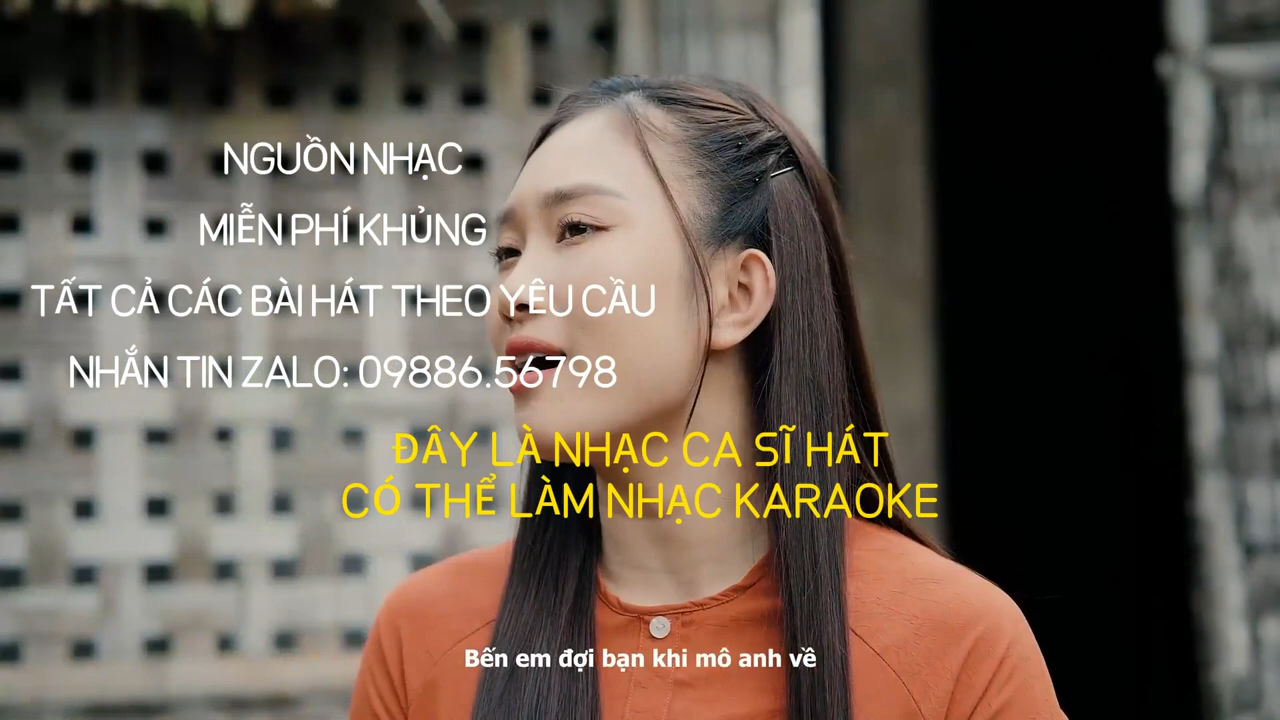 NGUỒN NHẠC
MIỄN PHÍ KHỦNG
TẤT CẢ CÁC BÀI HÁT THEO YÊU CẦU
NHẮN TIN ZALO: 09886.56798
ĐÂY LÀ NHẠC CA SĨ HÁT
CÓ THỂ LÀM NHẠC KARAOKE
Bến em đợi bạn khi mô anh về